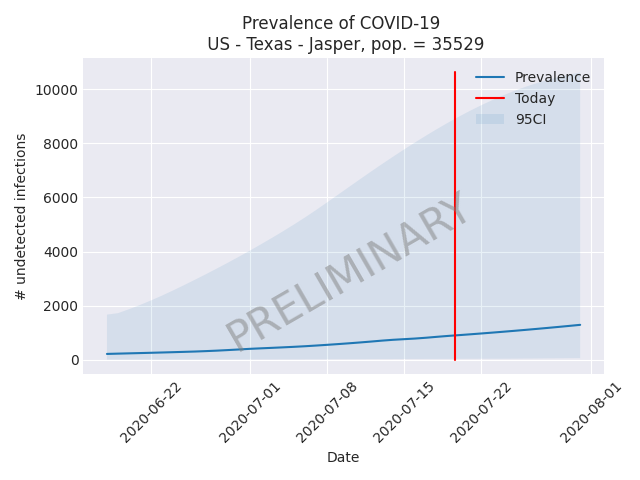 Prevalence of COVID-19
US - Texas - Jasper, pop. = 35529
10000
8000
6000
4000
2000
0
# undetected infections
Prevalence
Today
95CI
PRELIMINARY
2020-06-22
2020-07-01
2020-07-08
2020-07-15
2020-07-22
2020-08-01
Date